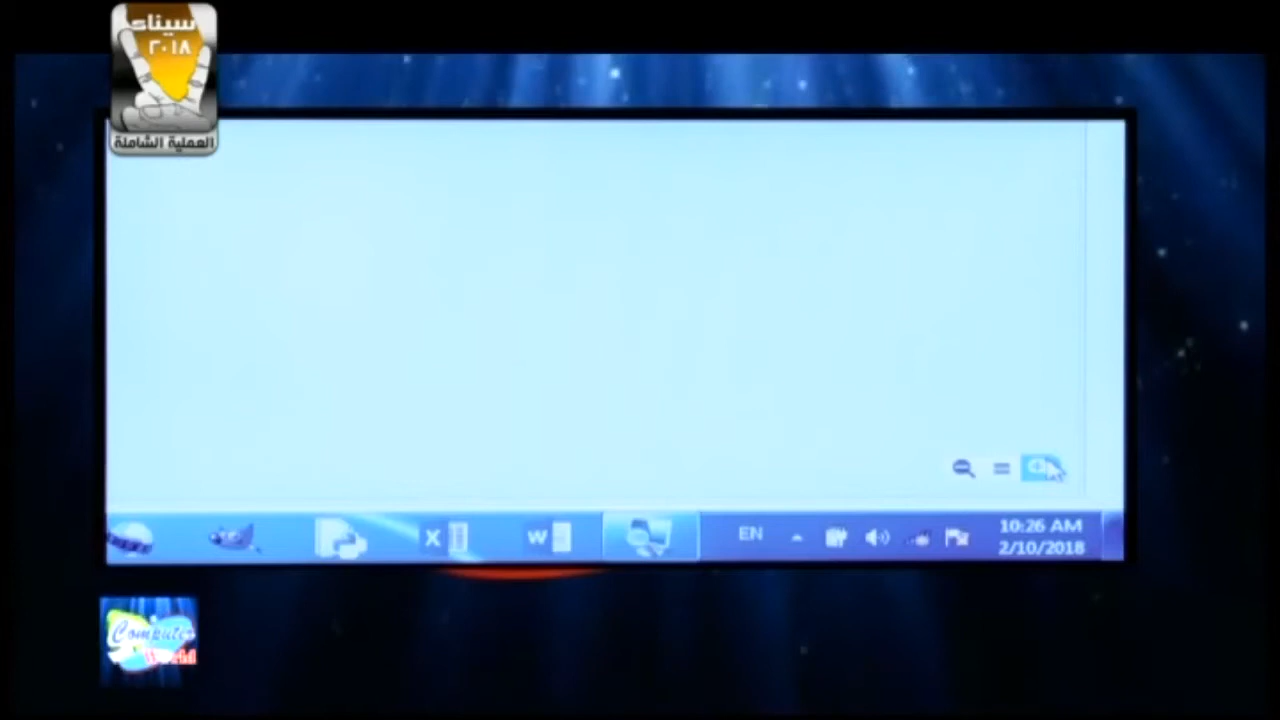 سيناء
٢٠١٨
العملية الشاملة
X
W
EN
10:26 AM
2/10/2018
Computer
World